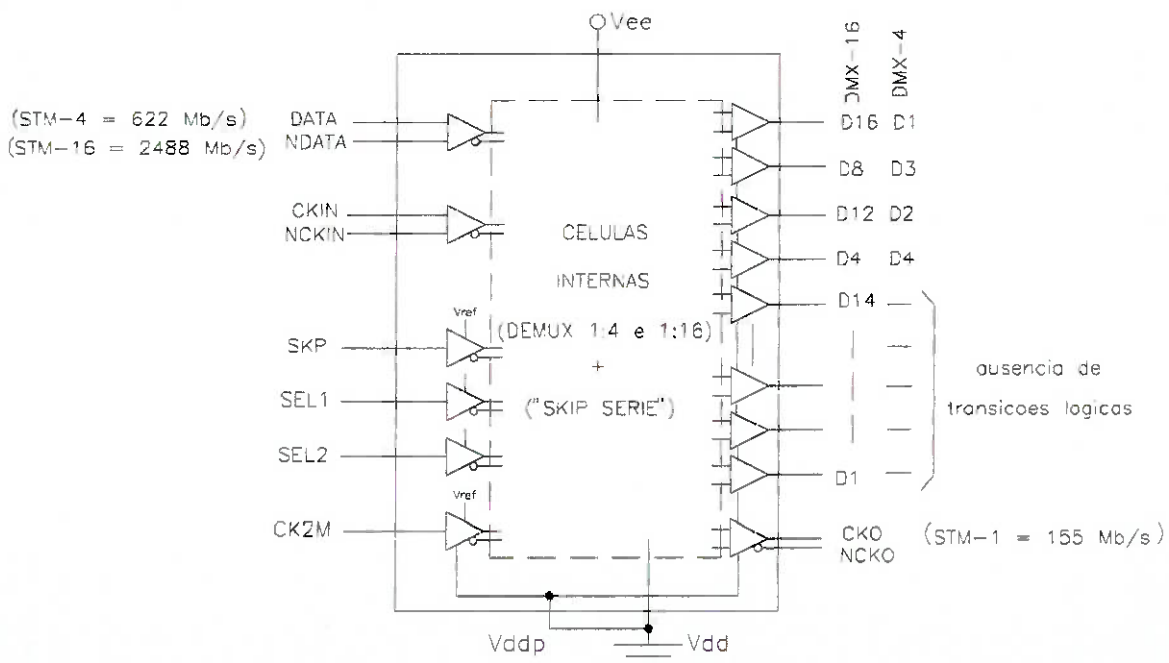 Vee
DMX-16
DMX-4
(STM-4 = 622 Mb/s)
DATA
(STM-16 = 2488 Mb/s)
NDATA
D16 D1
D8 D3
D12 D2
D4 D4
D14
CKIN
NCKIN
CELULAS
INTERNAS
(DEMUX 1:4 e 1:16)
+
("SKIP SERIE")
Vref
SKP
SEL1
SEL2
Vref
CK2M
ausencia de
transicoes logicas
D1
CKO (STM-1 = 155 Mb/s)
NCKO
Vddp
Vdd